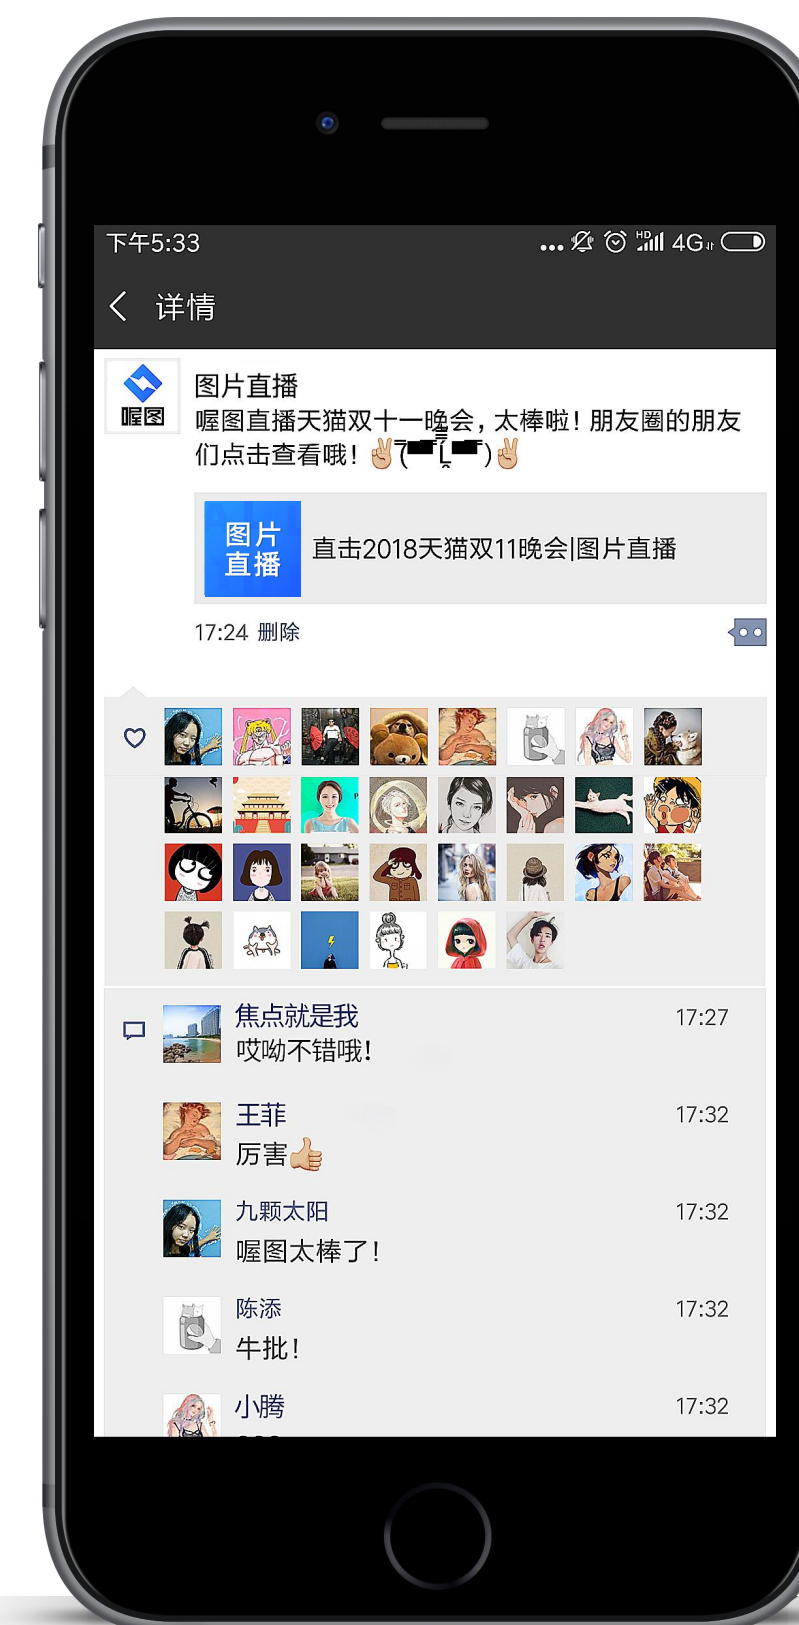 下午5:33
HD 4G
详情
喔图
图片直播
喔图直播天猫双十一晚会，太棒啦！朋友圈的朋友
们点击查看哦！✌🏼
图片
直播
直击2018天猫双11晚会|图片直播
17:24 删除
焦点就是我 17:27
哎呦不错哦！
王菲 17:32
厉害👍🏼
九颗太阳 17:32
喔图太棒了！
陈添 17:32
牛批！
小腾 17:32